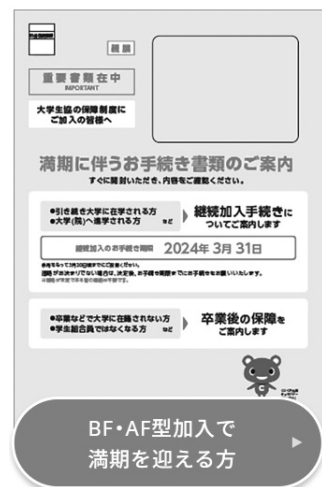 親展
重要書類在中
IMPORTANT
大学生協の保障制度に
ご加入の皆様へ
満期に伴うお手続き書類のご案内
すぐに開封いただき、内容をご確認ください。
●引き続き大学に在学される方
●大学(院)へ進学される方 など
継続加入手続きに
ついてご案内します
継続加入のお手続き期限 2024年 3月 31日
●卒業などで大学に在籍されない方
●学生組合員ではなくなる方 など
卒業後の保障を
ご案内します
BF・AF型加入で
満期を迎える方